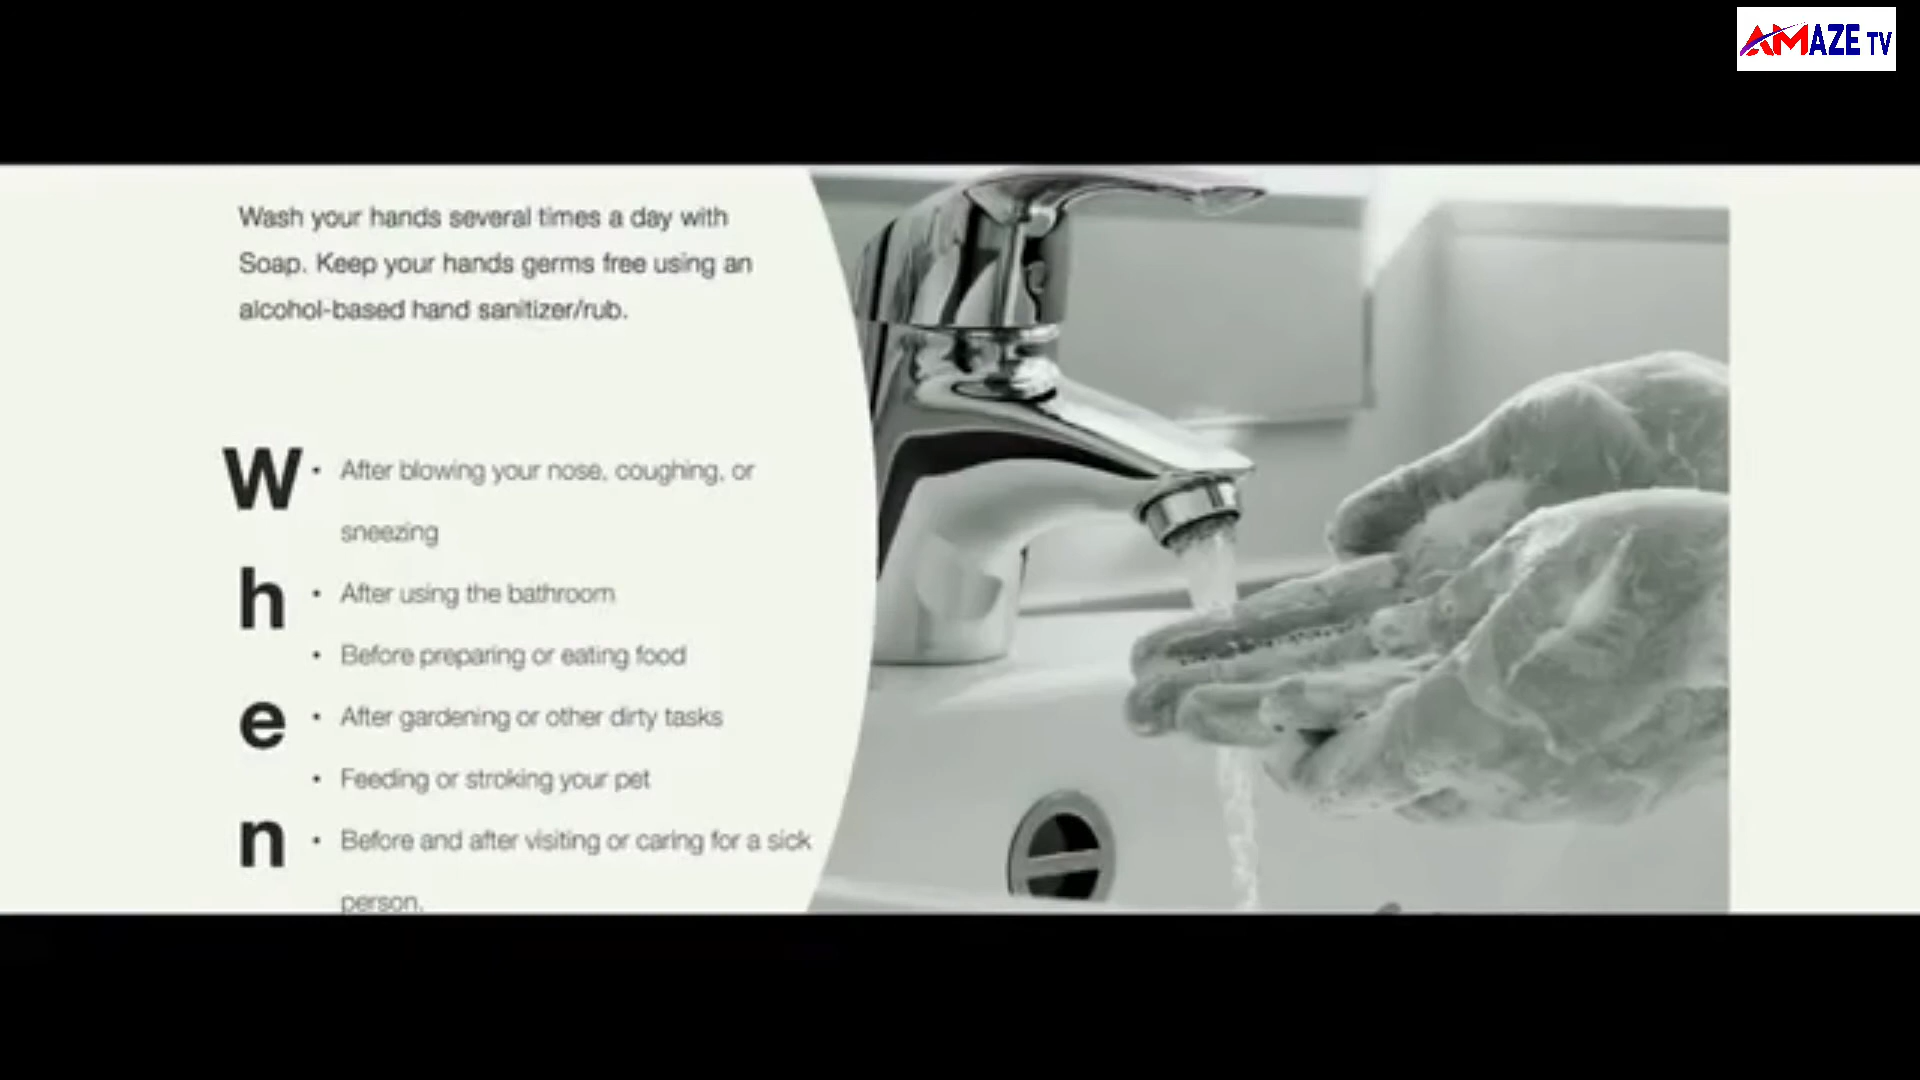 AMAZE TV
Wash your hands several times a day with
Soap. Keep your hands germs free using an
alcohol-based hand sanitizer/rub.
When
• After blowing your nose, coughing, or
sneezing
• After using the bathroom
• Before preparing or eating food
• After gardening or other dirty tasks
• Feeding or stroking your pet
• Before and after visiting or caring for a sick
person.